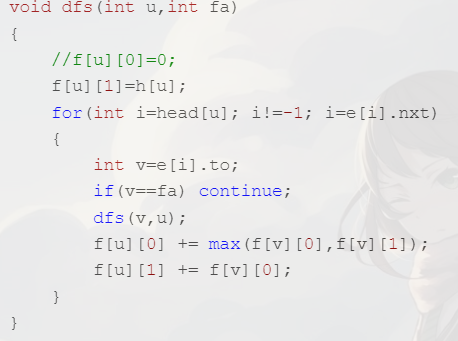 void dfs(int u,int fa)
{
    //f[u][0]=0;
    f[u][1]=h[u];
    for(int i=head[u]; i!=-1; i=e[i].nxt)
    {
        int v=e[i].to;
        if(v==fa) continue;
        dfs(v,u);
        f[u][0] += max(f[v][0],f[v][1]);
        f[u][1] += f[v][0];
    }
}